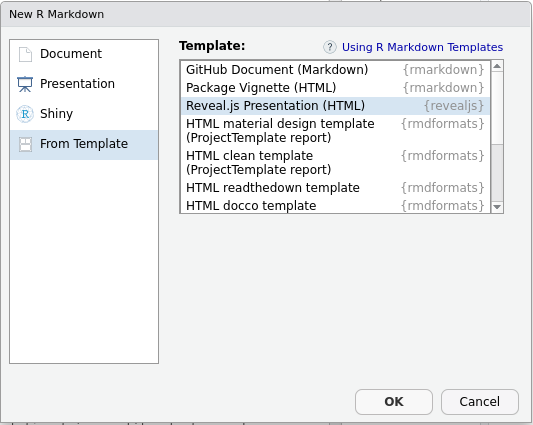 New R Markdown
Document
Presentation
R Shiny
From Template
Template:
? Using R Markdown Templates
GitHub Document (Markdown) {rmarkdown}
Package Vignette (HTML) {rmarkdown}
Reveal.js Presentation (HTML) {revealjs}
HTML material design template {rmdformats}
(ProjectTemplate report)
HTML clean template {rmdformats}
(ProjectTemplate report)
HTML readthedown template {rmdformats}
HTML docco template {rmdformats}
OK
Cancel